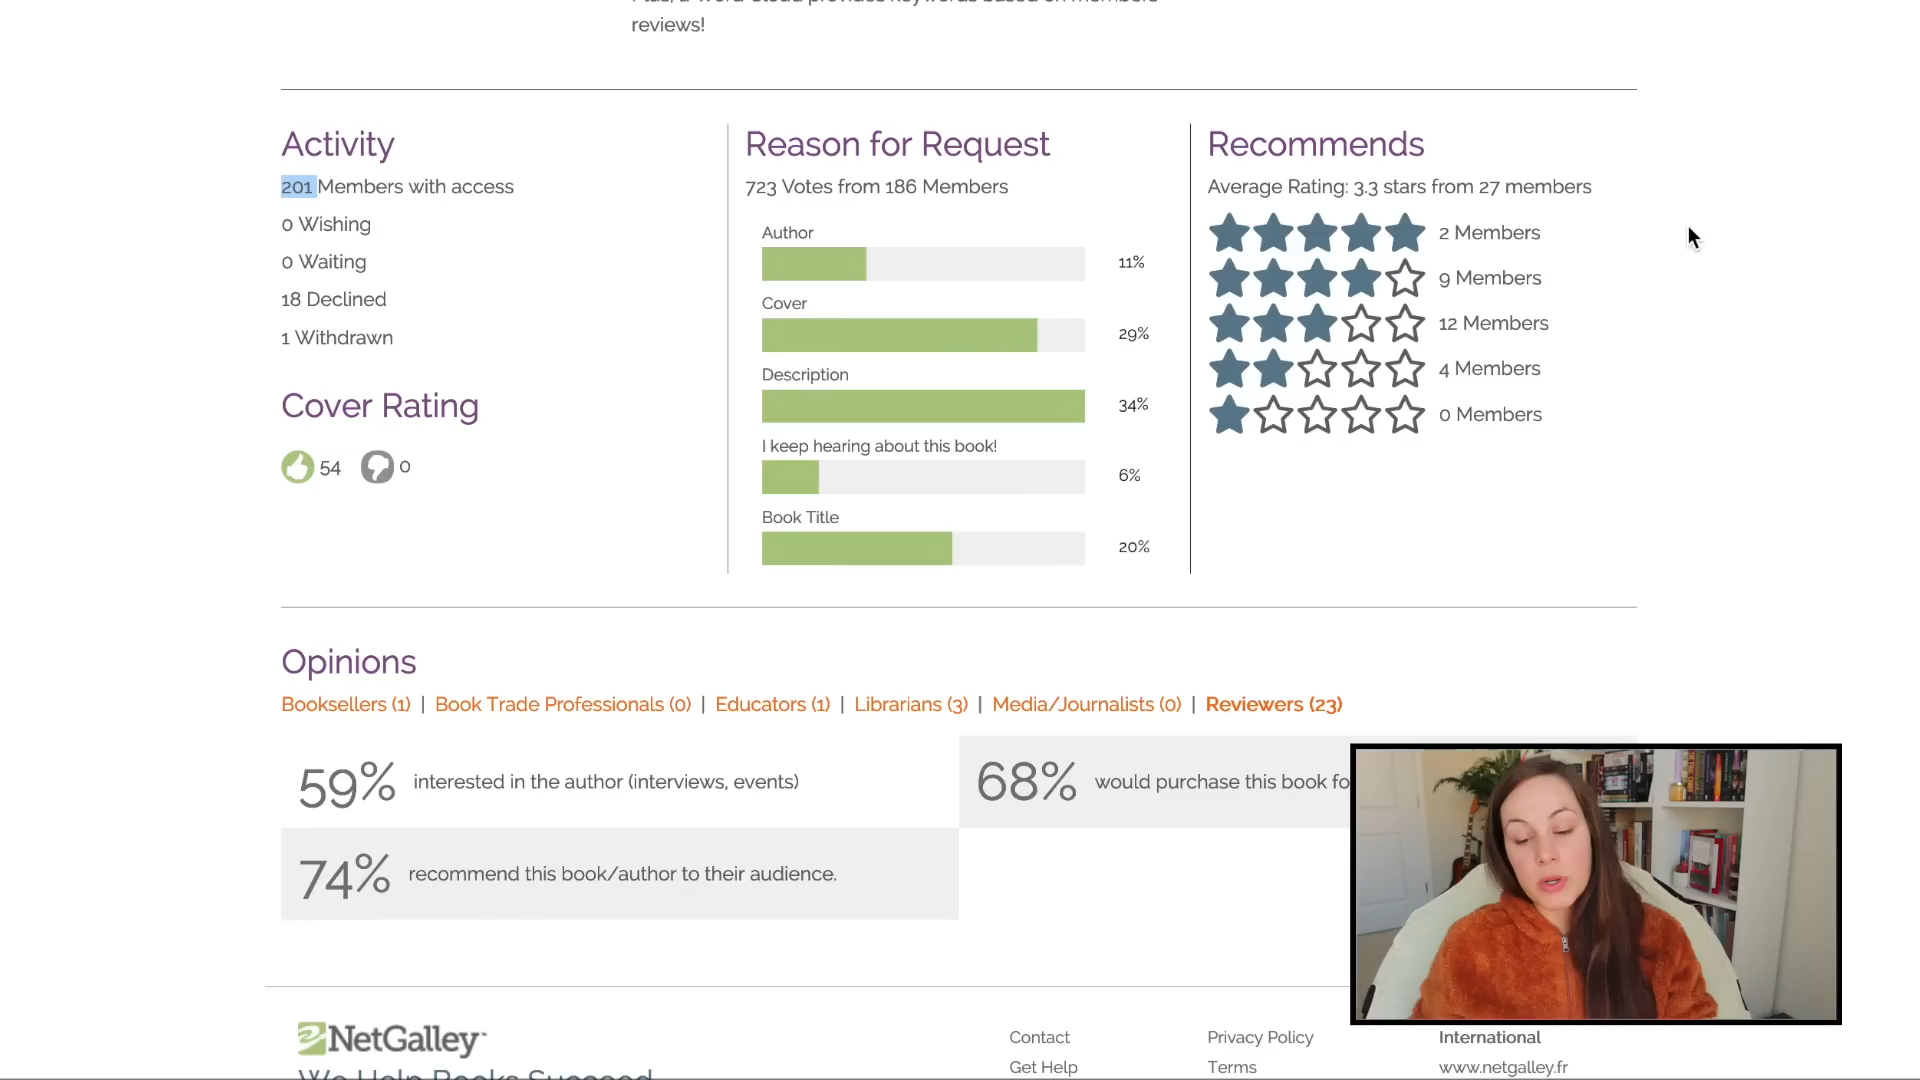 reviews!
Activity
201 Members with access
0 Wishing
0 Waiting
18 Declined
1 Withdrawn
Cover Rating
54 0
Reason for Request
723 Votes from 186 Members
Author
11%
Cover
29%
Description
34%
I keep hearing about this book!
6%
Book Title
20%
Recommends
Average Rating: 3.3 stars from 27 members
2 Members
9 Members
12 Members
4 Members
0 Members
Opinions
Booksellers (1) | Book Trade Professionals (0) | Educators (1) | Librarians (3) | Media/Journalists (0) | Reviewers (23)
59% interested in the author (interviews, events)
68% would purchase this book fo
74% recommend this book/author to their audience.
NetGalley™
We Help Books Succeed
Contact
Get Help
Privacy Policy
Terms
International
www.netgalley.fr